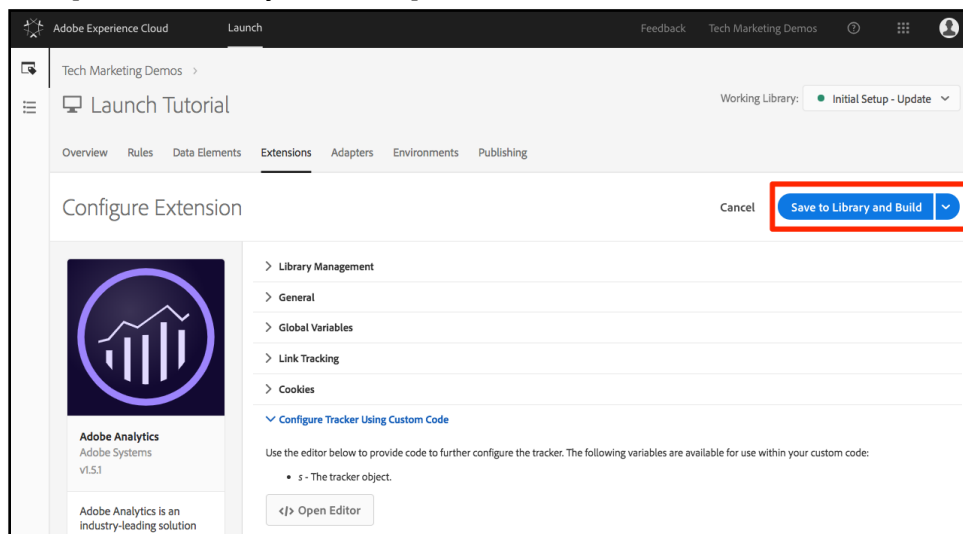 Adobe Experience Cloud Launch Feedback Tech Marketing Demos
Tech Marketing Demos >
Launch Tutorial
Working Library: Initial Setup - Update
Overview Rules Data Elements Extensions Adapters Environments Publishing
Configure Extension
Cancel Save to Library and Build
Library Management
General
Global Variables
Link Tracking
Cookies
Configure Tracker Using Custom Code
Use the editor below to provide code to further configure the tracker. The following variables are available for use within your custom code:
• s - The tracker object.
</> Open Editor
Adobe Analytics
Adobe Systems
v1.5.1
Adobe Analytics is an
industry-leading solution